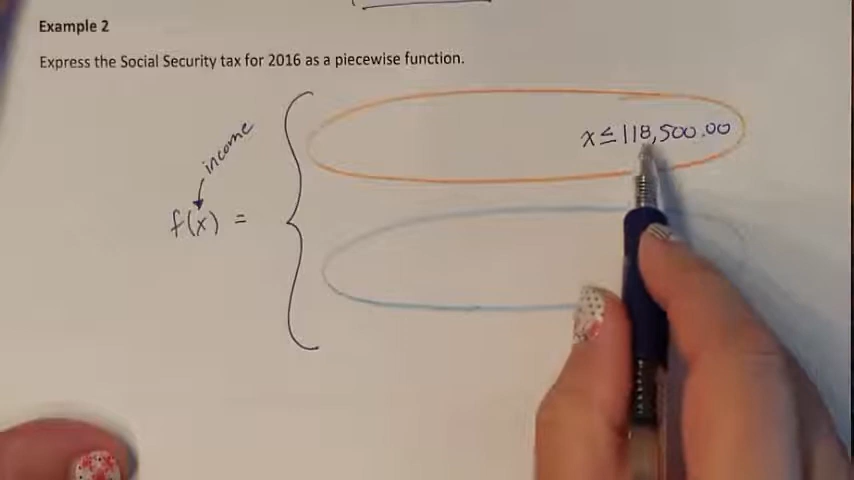 Example 2
Express the Social Security tax for 2016 as a piecewise function.
income
x ≤ 118,500.00
f(x) =